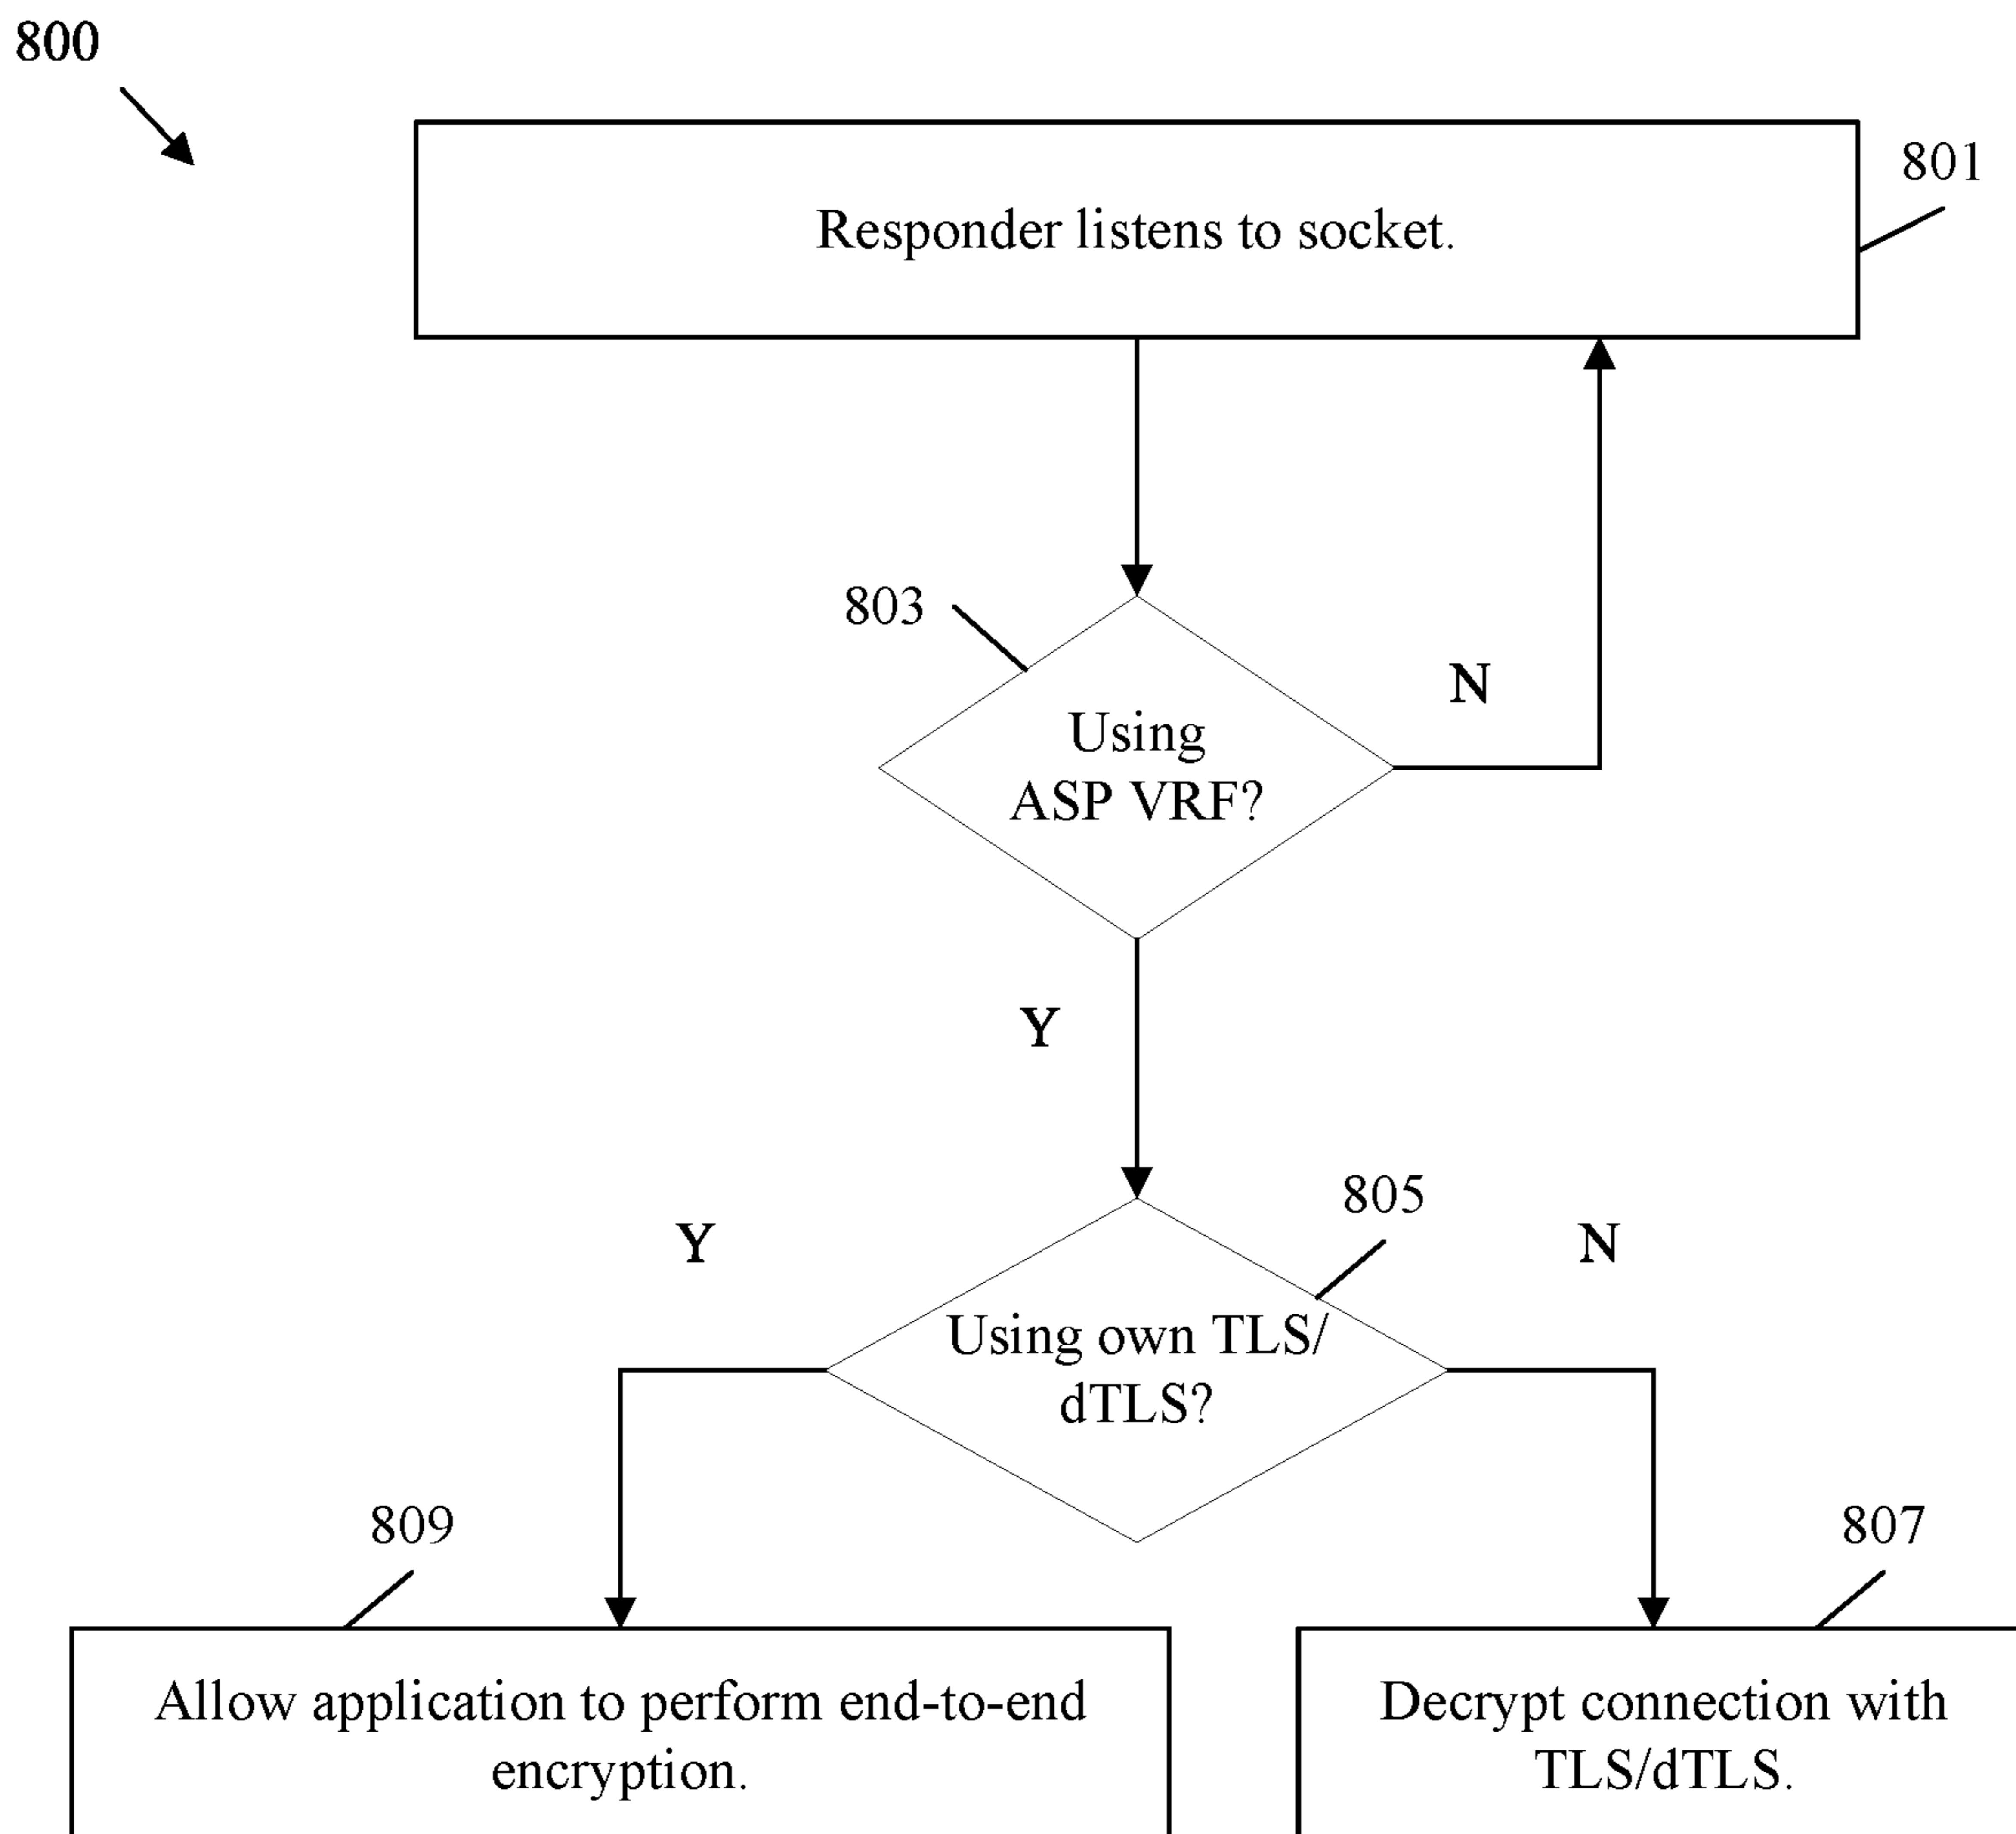 800
801
Responder listens to socket.
803
N
Using
ASP VRF?
Y
805
Y
N
Using own TLS/
dTLS?
809
807
Allow application to perform end-to-end
encryption.
Decrypt connection with
TLS/dTLS.